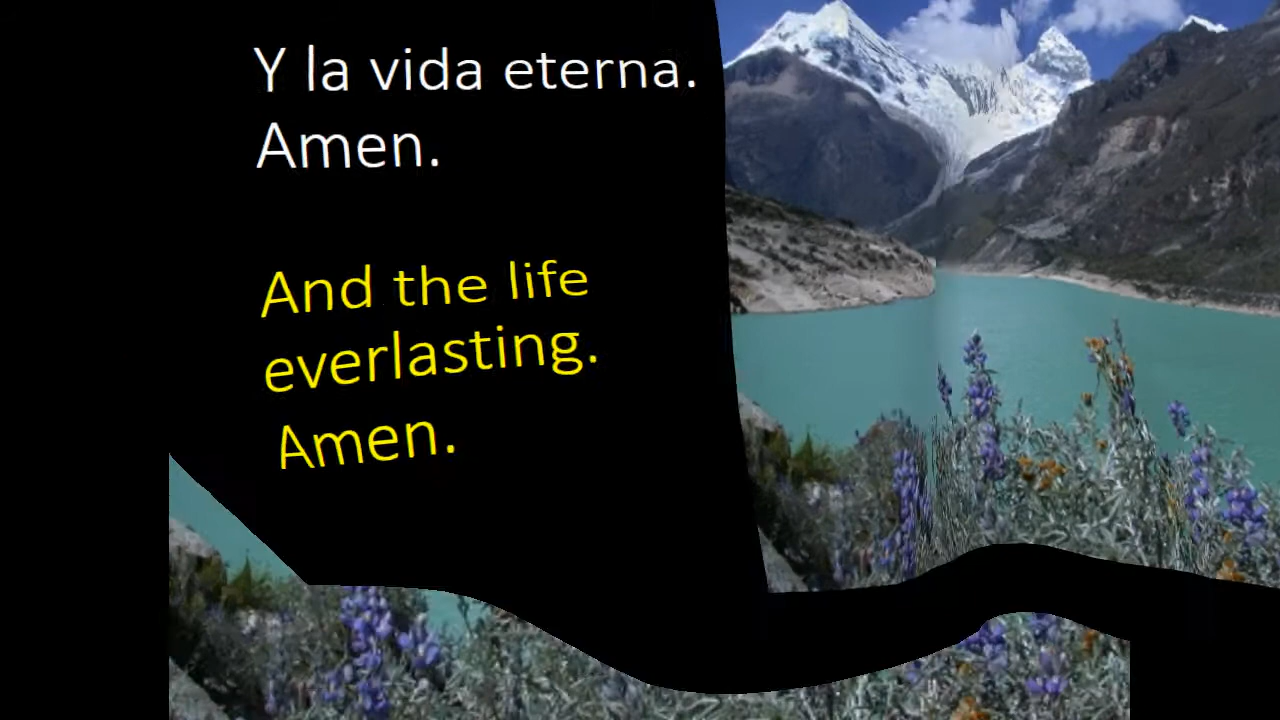 Y la vida eterna.
Amen.
And the life
everlasting.
Amen.